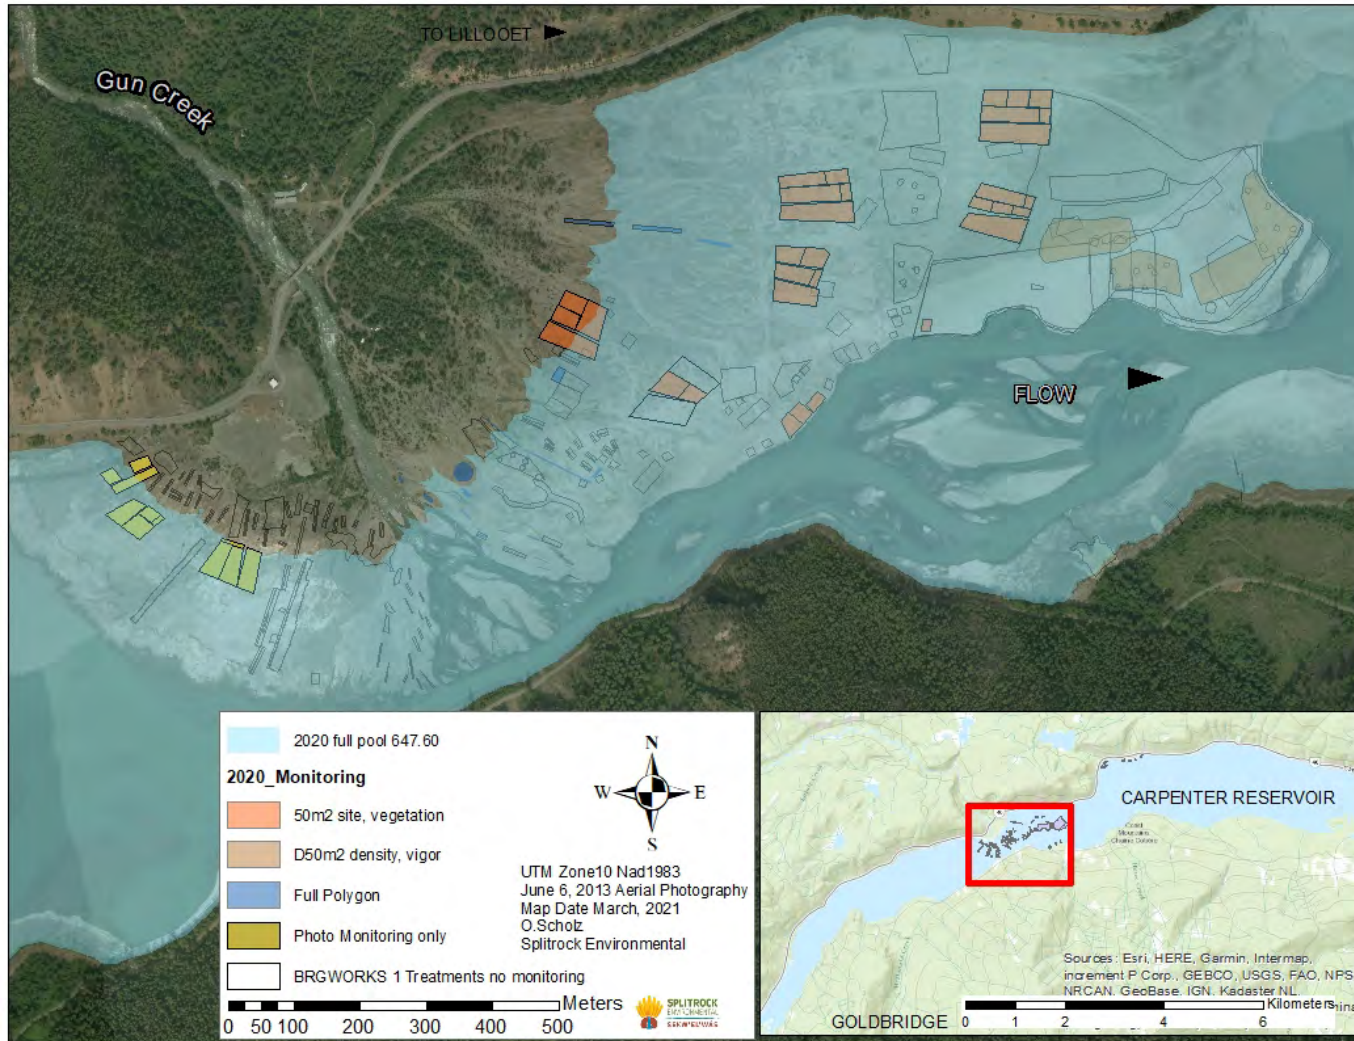 TO LILLOOET
Gun Creek
FLOW
2020 full pool 647.60
2020_Monitoring
50m2 site, vegetation
D50m2 density, vigor
Full Polygon
Photo Monitoring only
BRGWORKS 1 Treatments no monitoring
N
W E
S
UTM Zone10 Nad1983
June 6, 2013 Aerial Photography
Map Date March, 2021
O.Scholz
Splitrock Environmental
Meters
0 50 100 200 300 400 500
SPLITROCK
ENVIRONMENTAL
SEKW'EL'WAS
CARPENTER RESERVOIR
Sources: Esri, HERE, Garmin, Intermap,
increment P Corp., GEBCO, USGS, FAO, NPS,
NRCAN, GeoBase, IGN, Kadaster NL,
Kilometers
GOLDBRIDGE
0 1 2 4 6